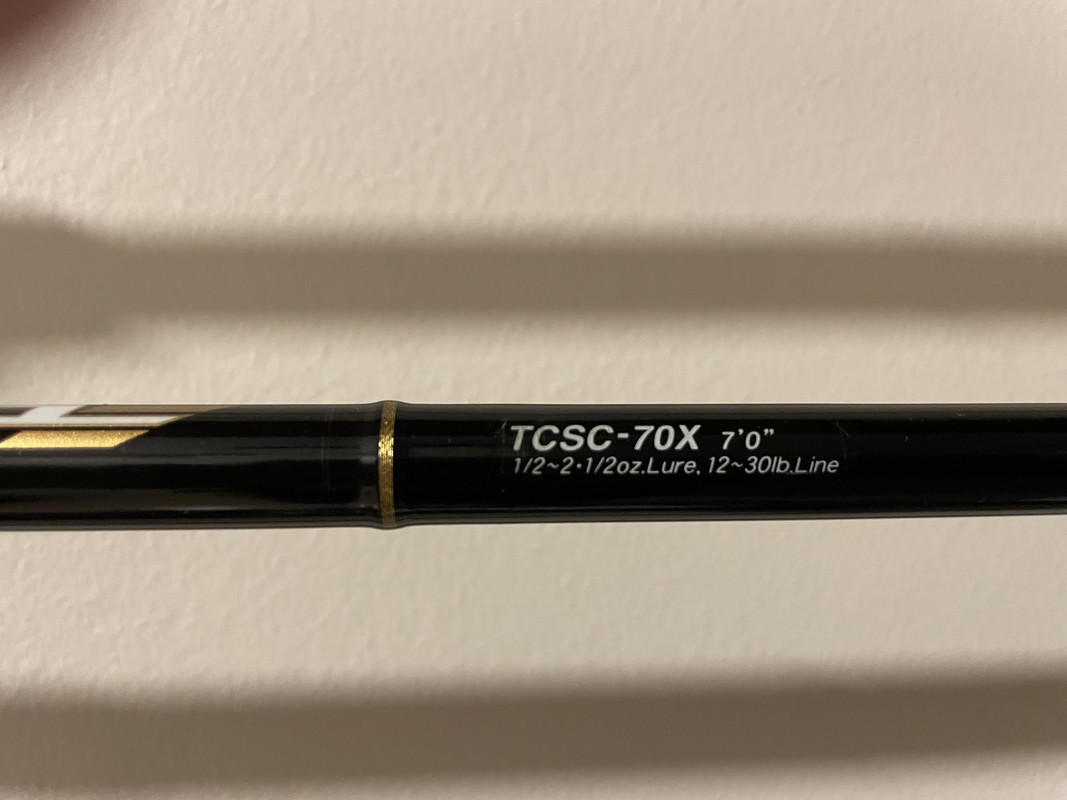 TCSC-70X 7'0"
1/2~2･1/2oz.Lure, 12~30lb.Line